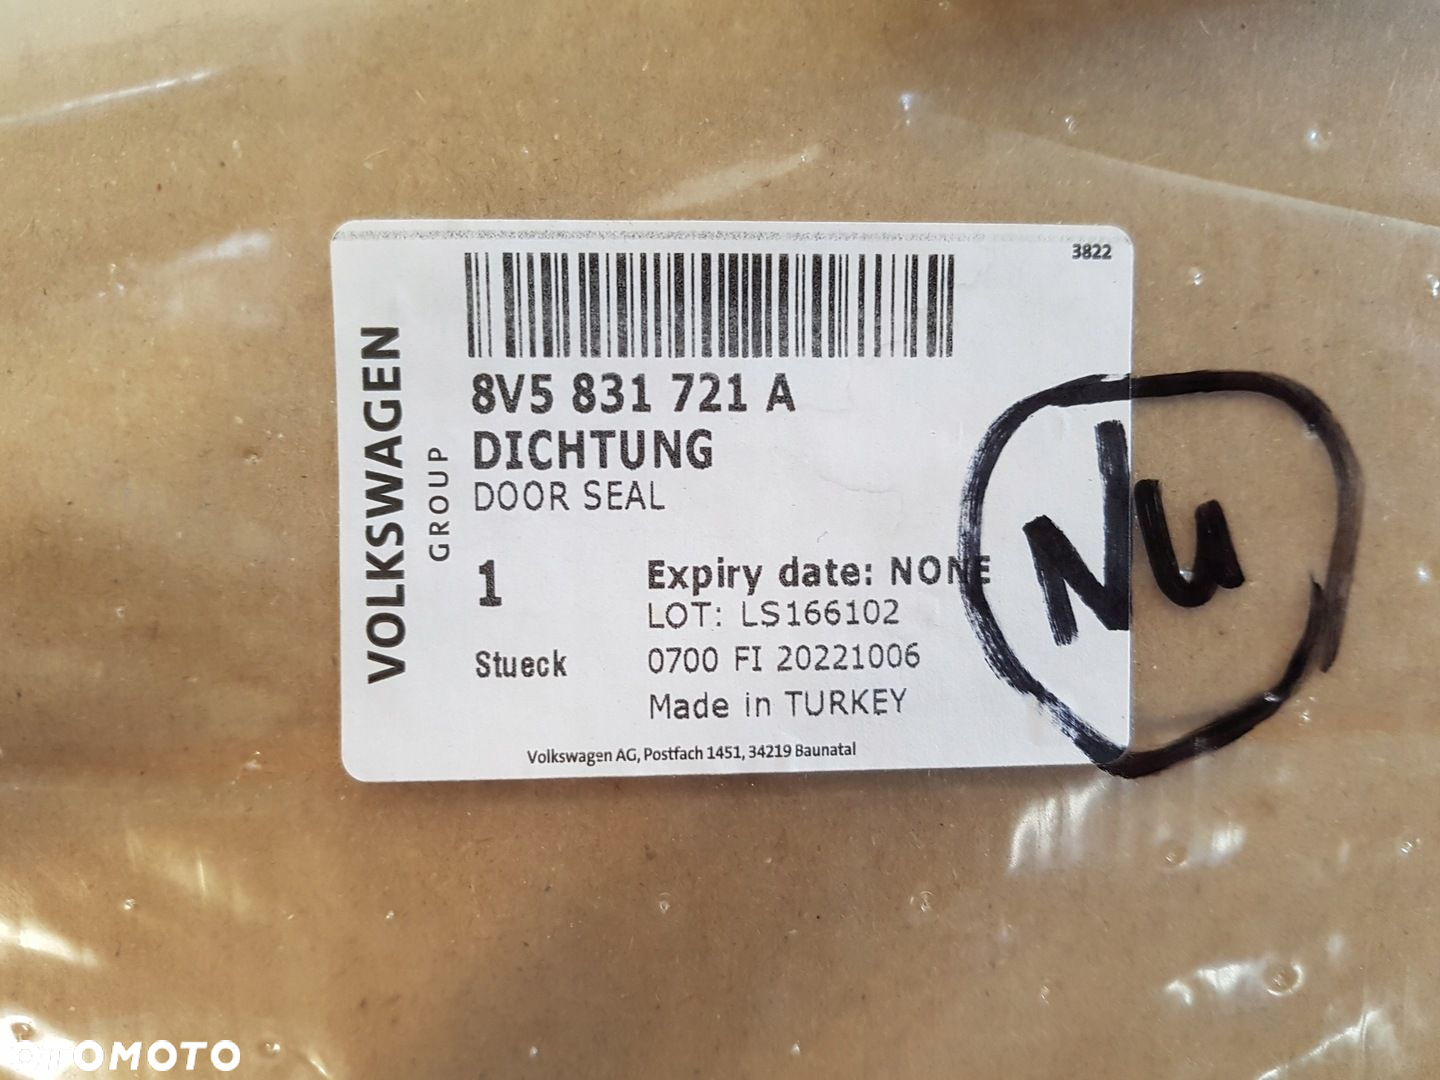 3822
VOLKSWAGEN
GROUP
8V5 831 721 A
DICHTUNG
DOOR SEAL
1
Expiry date: NONE
LOT: LS166102
Stueck
0700 FI 20221006
Made in TURKEY
Volkswagen AG, Postfach 1451, 34219 Baunatal
Nu
OTOMOTO